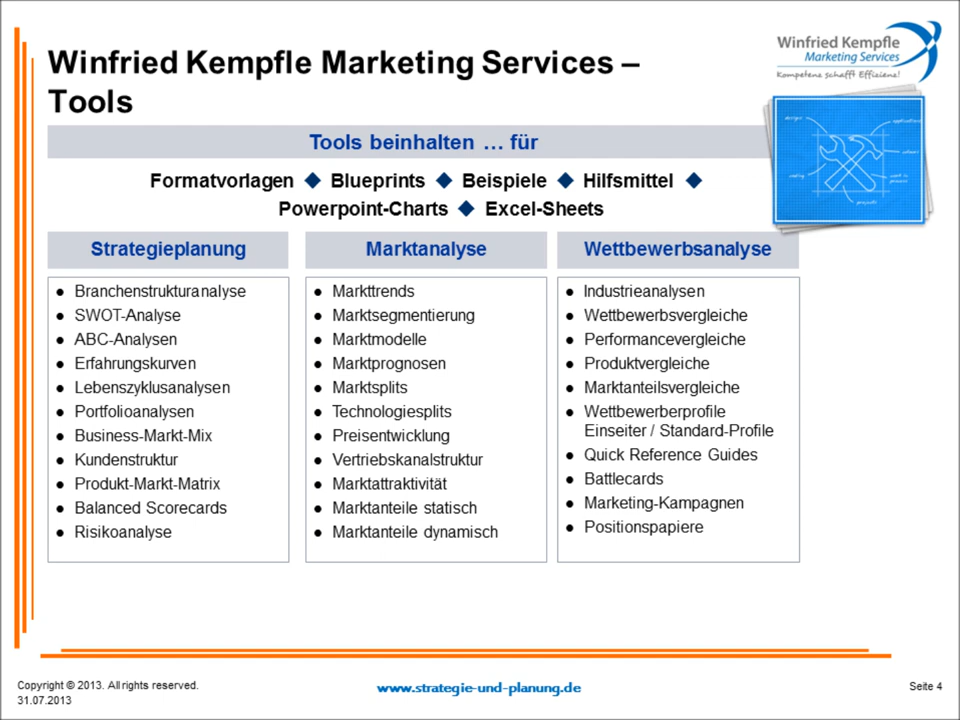 Winfried Kempfle Marketing Services –
Tools
Winfried Kempfle
Marketing Services
Kompetenz schafft Effizienz!
Tools beinhalten … für
Formatvorlagen ◆ Blueprints ◆ Beispiele ◆ Hilfsmittel ◆
Powerpoint-Charts ◆ Excel-Sheets
Strategieplanung
● Branchenstrukturanalyse
● SWOT-Analyse
● ABC-Analysen
● Erfahrungskurven
● Lebenszyklusanalysen
● Portfolioanalysen
● Business-Markt-Mix
● Kundenstruktur
● Produkt-Markt-Matrix
● Balanced Scorecards
● Risikoanalyse
Marktanalyse
● Markttrends
● Marktsegmentierung
● Marktmodelle
● Marktprognosen
● Marktsplits
● Technologiesplits
● Preisentwicklung
● Vertriebskanalstruktur
● Marktattraktivität
● Marktanteile statisch
● Marktanteile dynamisch
Wettbewerbsanalyse
● Industrieanalysen
● Wettbewerbsvergleiche
● Performancevergleiche
● Produktvergleiche
● Marktanteilsvergleiche
● Wettbewerberprofile
Einseiter / Standard-Profile
● Quick Reference Guides
● Battlecards
● Marketing-Kampagnen
● Positionspapiere
Copyright © 2013. All rights reserved.
31.07.2013
www.strategie-und-planung.de
Seite 4